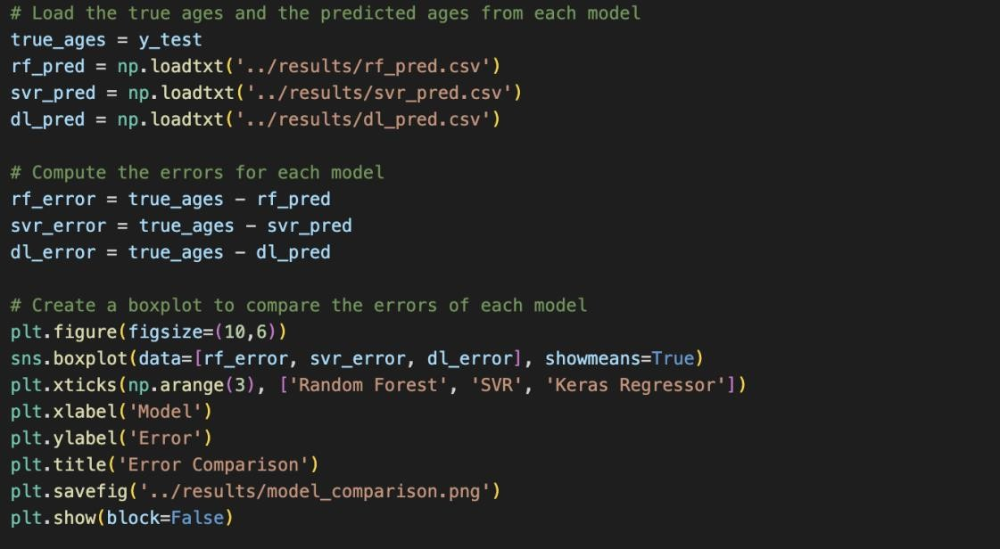 # Load the true ages and the predicted ages from each model
true_ages = y_test
rf_pred = np.loadtxt('../results/rf_pred.csv')
svr_pred = np.loadtxt('../results/svr_pred.csv')
dl_pred = np.loadtxt('../results/dl_pred.csv')

# Compute the errors for each model
rf_error = true_ages - rf_pred
svr_error = true_ages - svr_pred
dl_error = true_ages - dl_pred

# Create a boxplot to compare the errors of each model
plt.figure(figsize=(10,6))
sns.boxplot(data=[rf_error, svr_error, dl_error], showmeans=True)
plt.xticks(np.arange(3), ['Random Forest', 'SVR', 'Keras Regressor'])
plt.xlabel('Model')
plt.ylabel('Error')
plt.title('Error Comparison')
plt.savefig('../results/model_comparison.png')
plt.show(block=False)